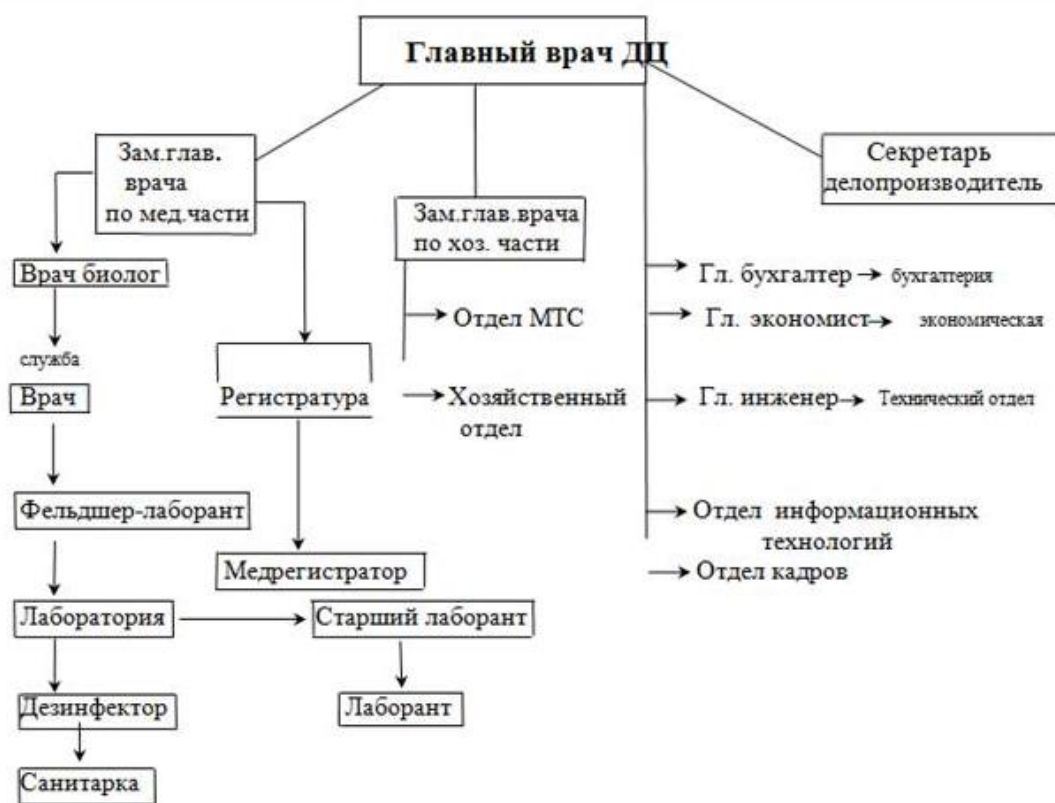 Главный врач ДЦ
Зам.глав.
врача
по мед.части
Секретарь
делопроизводитель
Зам.глав.врача
по хоз. части
Врач биолог
Гл. бухгалтер
бухгалтерия
Отдел МТС
Гл. экономист
экономическая
служба
Врач
Регистратура
Хозяйственный
отдел
Гл. инженер
Технический отдел
Фельдшер-лаборант
Отдел информационных
технологий
Медрегистратор
Отдел кадров
Лаборатория
Старший лаборант
Дезинфектор
Лаборант
Санитарка